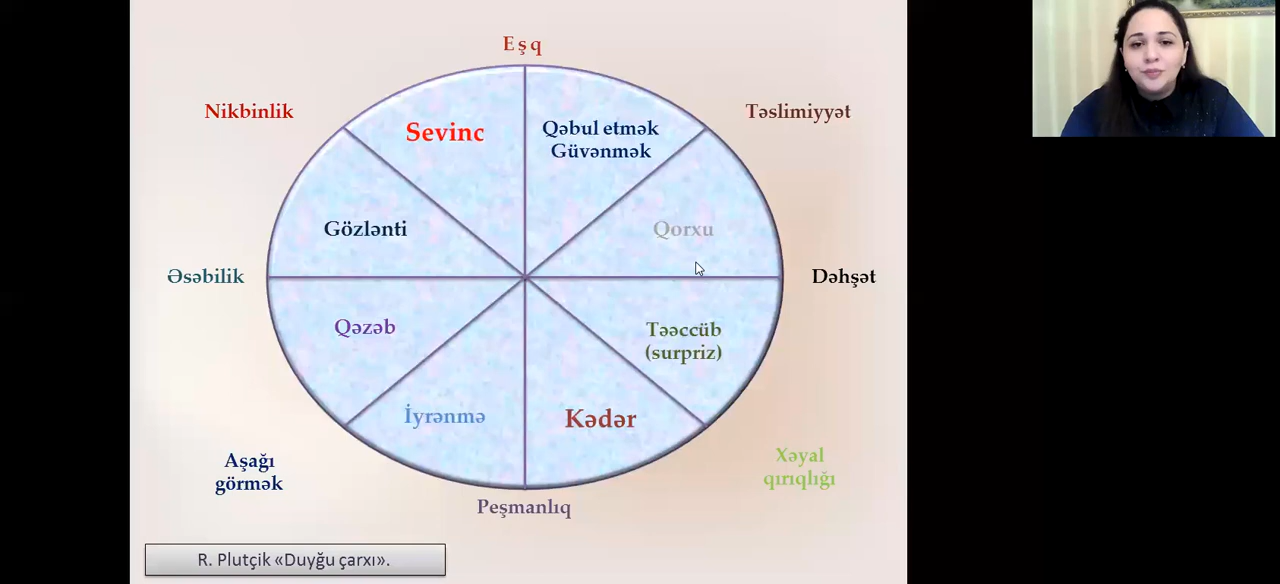 Eşq
Nikbinlik
Təslimiyyət
Sevinc
Qəbul etmək
Güvənmək
Gözlənti
Qorxu
Əsəbilik
Dəhşət
Qəzəb
Təəccüb
(surpriz)
İyrənmə
Kədər
Aşağı
görmək
Xəyal
qırıqlığı
Peşmanlıq
R. Plutçik «Duyğu çarxı».